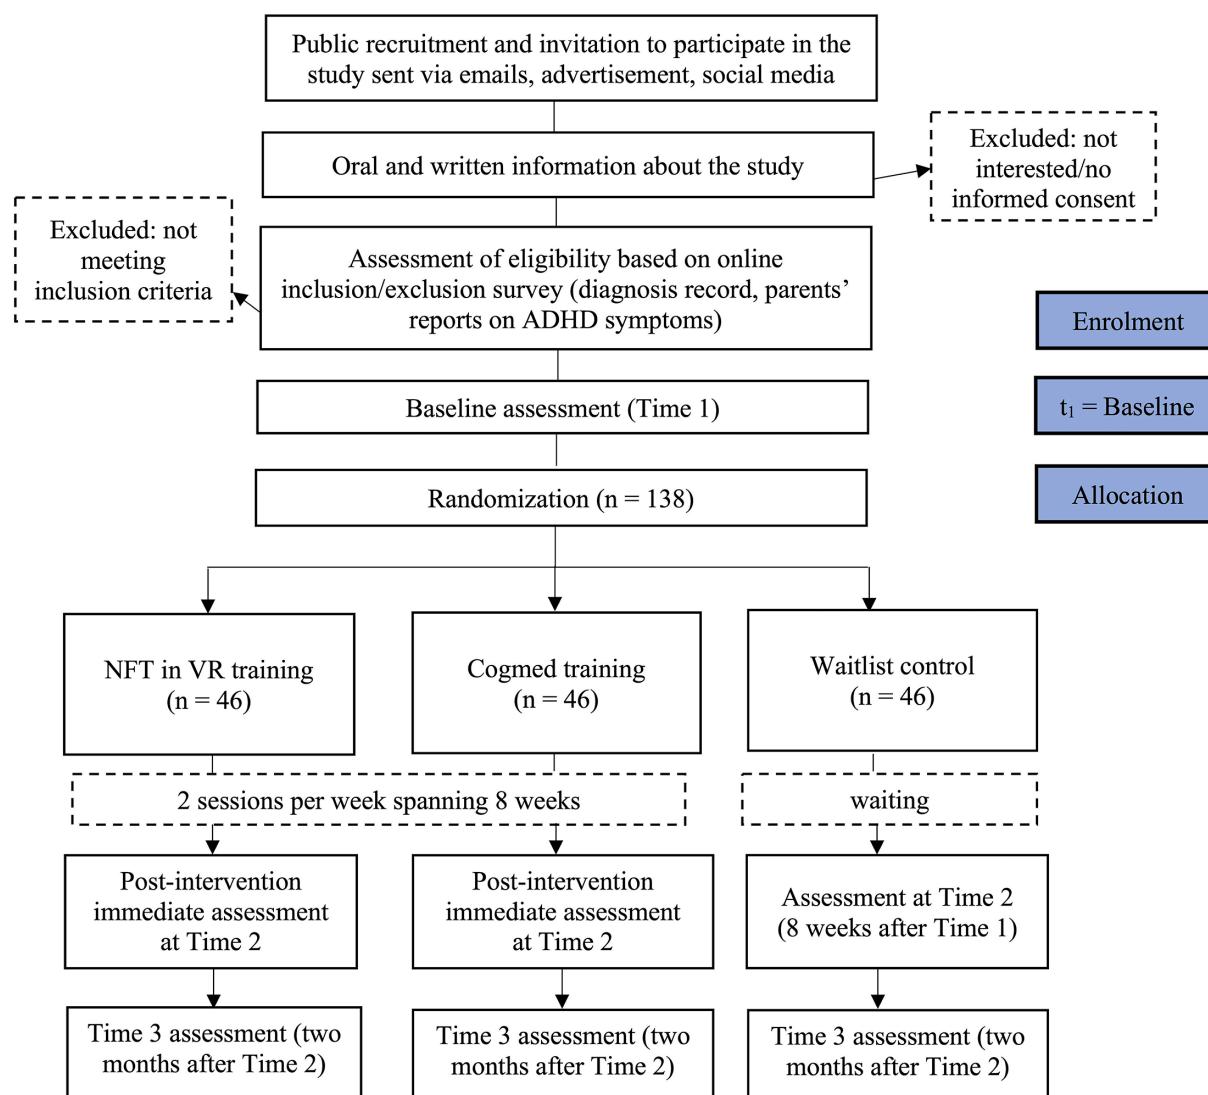 Public recruitment and invitation to participate in the
study sent via emails, advertisement, social media
Oral and written information about the study
Excluded: not
interested/no
informed consent
Excluded: not
meeting
inclusion criteria
Assessment of eligibility based on online
inclusion/exclusion survey (diagnosis record, parents’
reports on ADHD symptoms)
Enrolment
Baseline assessment (Time 1)
t₁ = Baseline
Randomization (n = 138)
Allocation
NFT in VR training
(n = 46)
Cogmed training
(n = 46)
Waitlist control
(n = 46)
2 sessions per week spanning 8 weeks
waiting
Post-intervention
immediate assessment
at Time 2
Post-intervention
immediate assessment
at Time 2
Assessment at Time 2
(8 weeks after Time 1)
Time 3 assessment (two
months after Time 2)
Time 3 assessment (two
months after Time 2)
Time 3 assessment (two
months after Time 2)